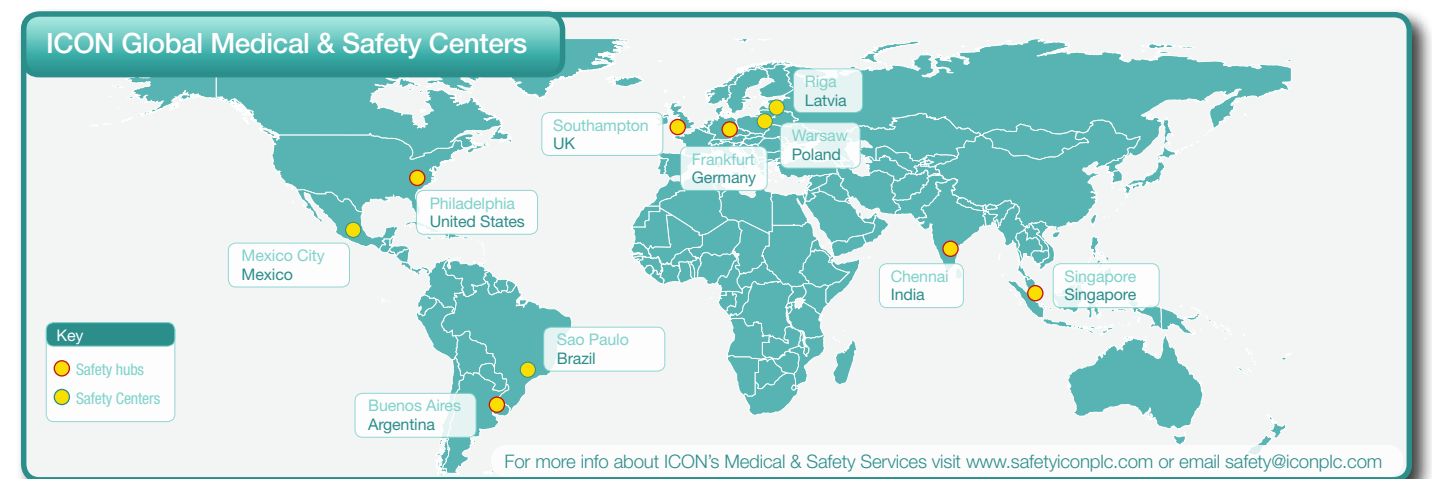 ICON Global Medical & Safety Centers
Riga
Latvia
Southampton
UK
Warsaw
Poland
Frankfurt
Germany
Philadelphia
United States
Mexico City
Mexico
Chennai
India
Singapore
Singapore
Key
Safety hubs
Safety Centers
Sao Paulo
Brazil
Buenos Aires
Argentina
For more info about ICON's Medical & Safety Services visit www.safetyiconplc.com or email safety@iconplc.com